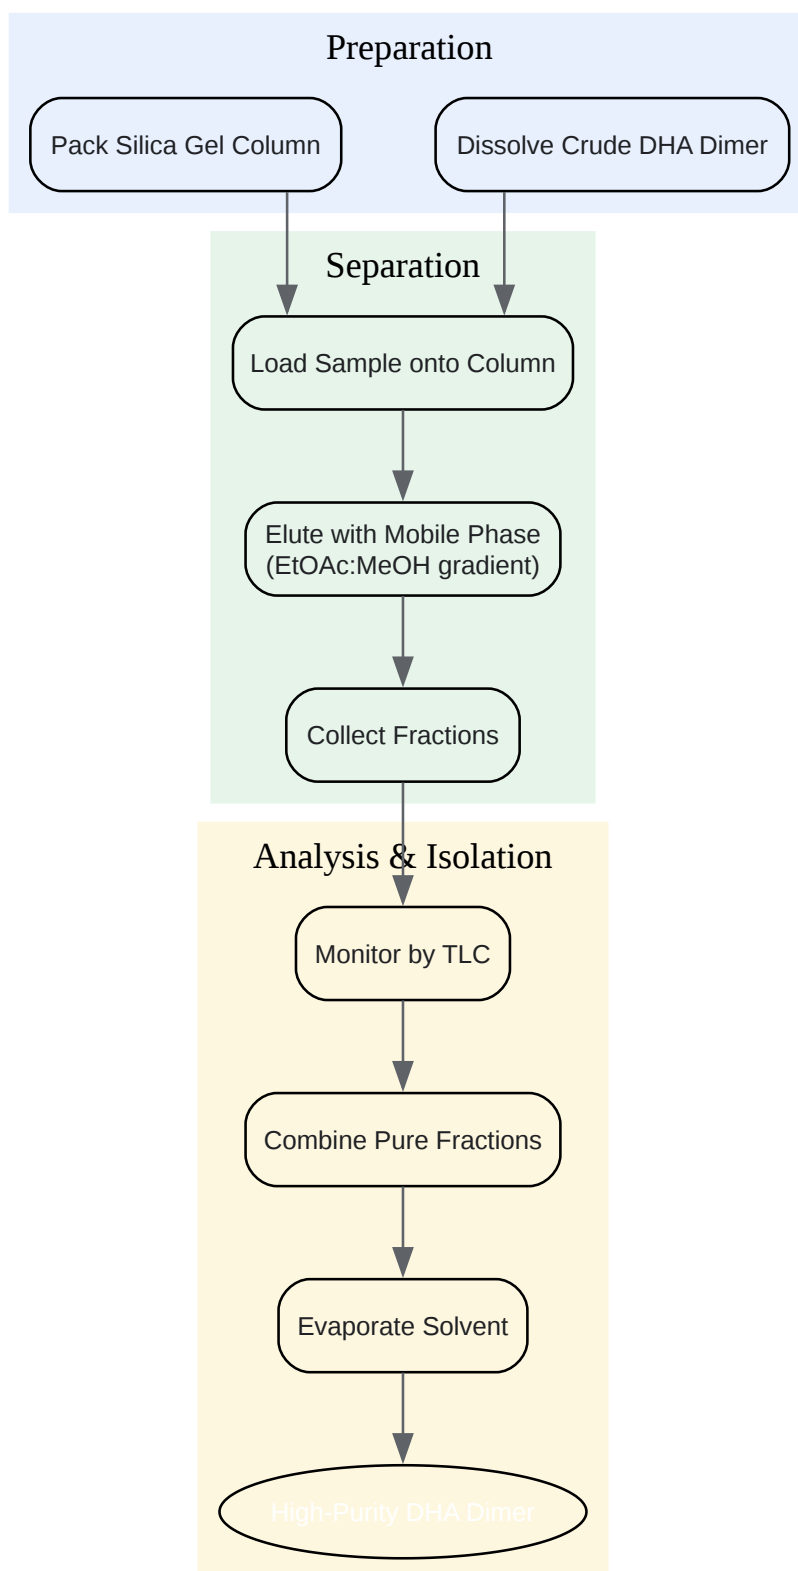 Preparation
Pack Silica Gel Column
Dissolve Crude DHA Dimer
Separation
Load Sample onto Column
Elute with Mobile Phase
(EtOAc:MeOH gradient)
Collect Fractions
Analysis & Isolation
Monitor by TLC
Combine Pure Fractions
Evaporate Solvent
High-Purity DHA Dimer